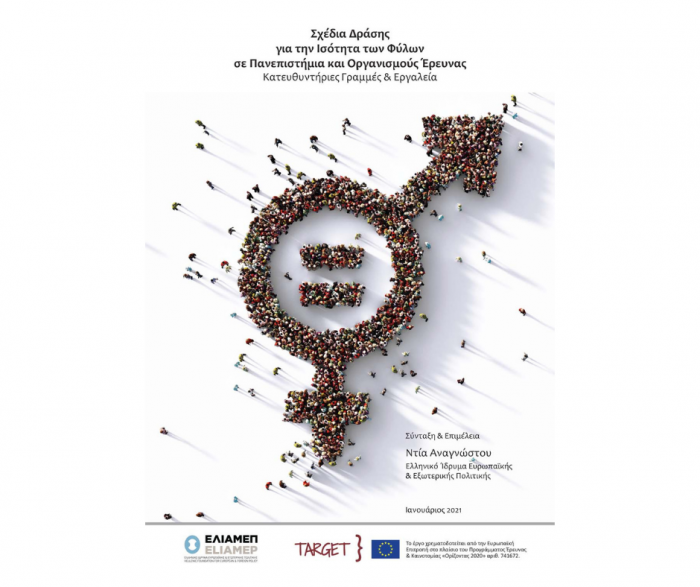 Σχέδια Δράσης
για την Ισότητα των Φύλων
σε Πανεπιστήμια και Οργανισμούς Έρευνας
Κατευθυντήριες Γραμμές & Εργαλεία
Σύνταξη & Επιμέλεια
Ντία Αναγνώστου
Ελληνικό Ίδρυμα Ευρωπαϊκής
& Εξωτερικής Πολιτικής
Ιανουάριος 2021
ΕΛΙΑΜΕΠ
ELIAMEP
TARGET
Το έργο χρηματοδοτείται από την Ευρωπαϊκή
Επιτροπή στο πλαίσιο του Προγράμματος Έρευνας
& Καινοτομίας «Ορίζοντας 2020» αριθ. 741672.